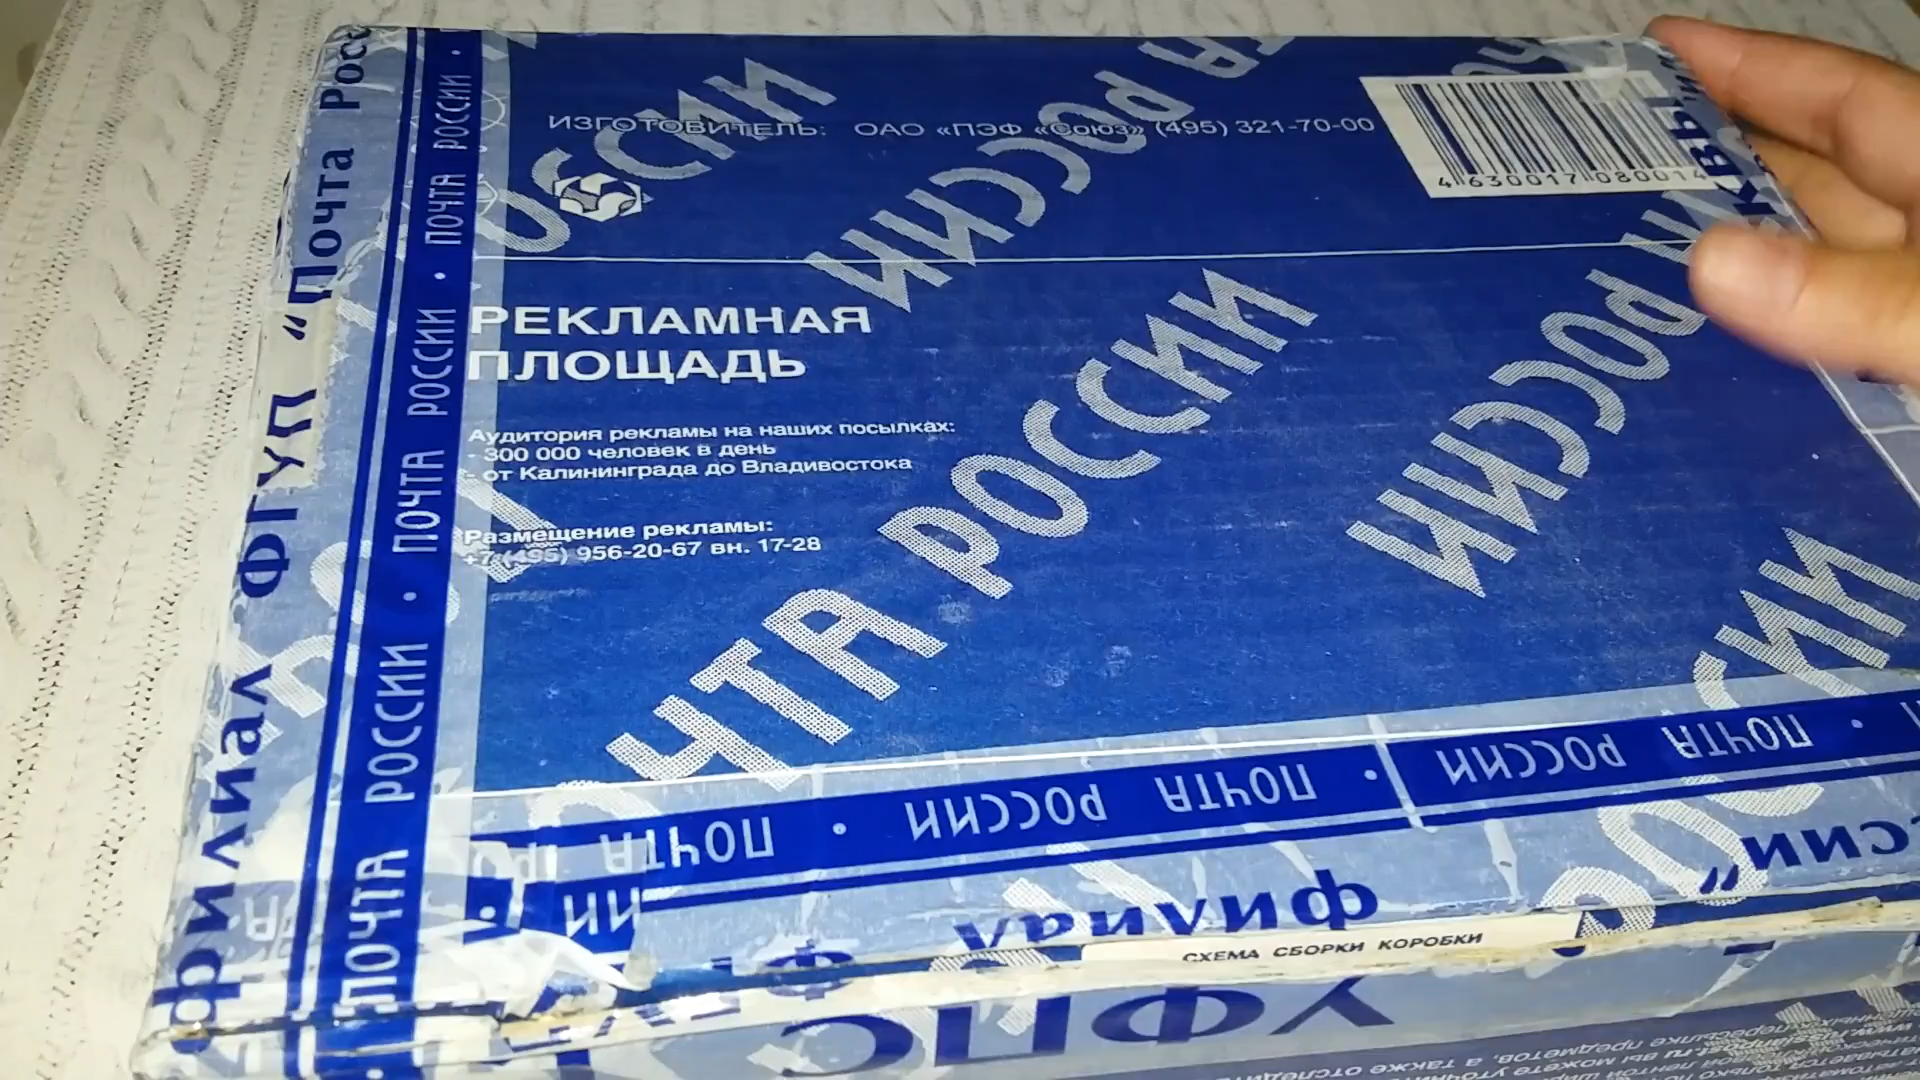 ИЗГОТОВИТЕЛЬ: ОАО «ПЭФ «Союз» (495) 321-70-00
4 630017 080014
РЕКЛАМНАЯ
ПЛОЩАДЬ
Аудитория рекламы на наших посылках:
- 300 000 человек в день
- от Калининграда до Владивостока
Размещение рекламы:
+7 (495) 956-20-67 вн. 17-28
ПОЧТА РОССИИ
РОССИИ
РОССИИ
РОССИИ
филиал ФГУП "Почта
ПОЧТА РОССИИ • ПОЧТА РОССИИ • ПОЧТА РОССИИ • ПОЧТА РОССИИ •
ПОЧТА РОССИИ • ПОЧТА РОССИИ • ПОЧТА
филиал
СХЕМА СБОРКИ КОРОБКИ
УФПС